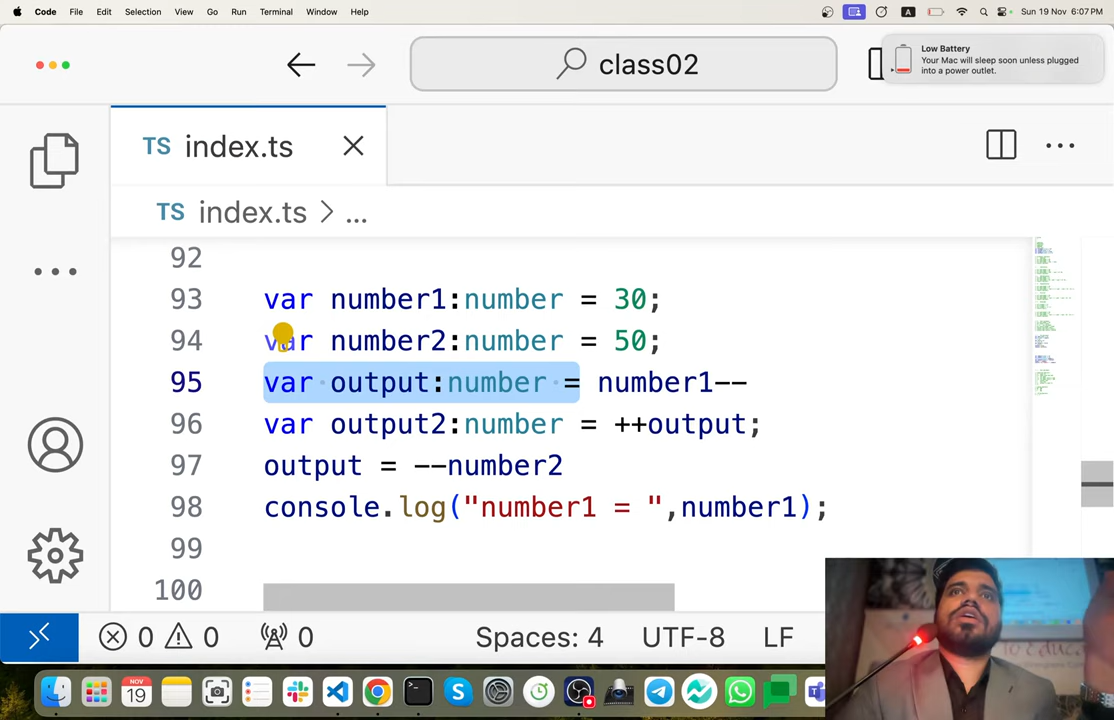 Code File Edit Selection View Go Run Terminal Window Help A Sun 19 Nov 6:07 PM
class02
Low Battery
Your Mac will sleep soon unless plugged
into a power outlet.
TS index.ts
TS index.ts > ...
92
93 var number1:number = 30;
94 var number2:number = 50;
95 var output:number = number1--
96 var output2:number = ++output;
97 output = --number2
98 console.log("number1 = ",number1);
99
100
0 0 0 Spaces: 4 UTF-8 LF
NOV
19